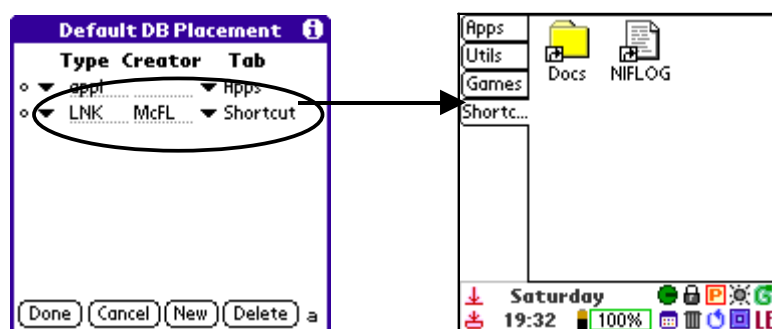 Default DB Placement i
Type Creator Tab
appl Apps
LNK McFL Shortcut
Done Cancel New Delete a
Apps
Utils
Games
Shortc...
Docs NIFLOG
Saturday P G
19:32 100%